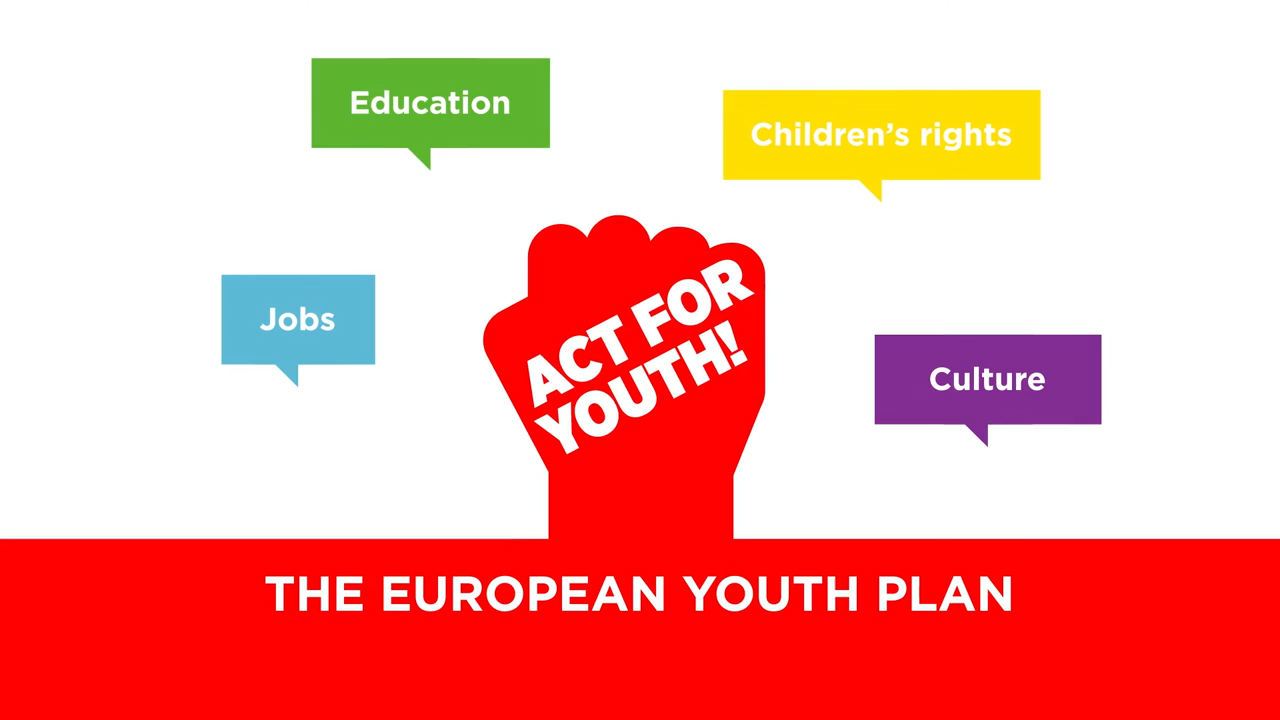 Education
Children's rights
Jobs
ACT FOR
YOUTH!
Culture
THE EUROPEAN YOUTH PLAN